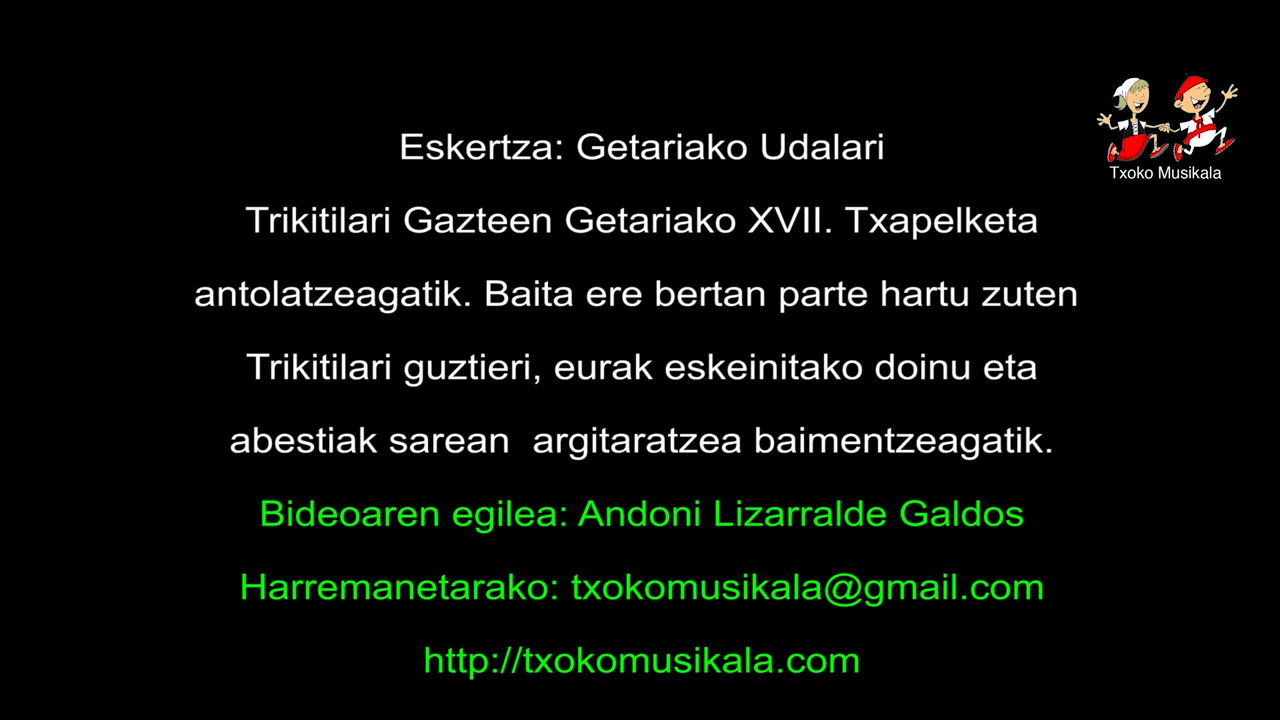 Eskertza: Getariako Udalari
Trikitilari Gazteen Getariako XVII. Txapelketa
antolatzeagatik. Baita ere bertan parte hartu zuten
Trikitilari guztieri, eurak eskeinitako doinu eta
abestiak sarean  argitaratzea baimentzeagatik.
Bideoaren egilea: Andoni Lizarralde Galdos
Harremanetarako: txokomusikala@gmail.com
http://txokomusikala.com
Txoko Musikala